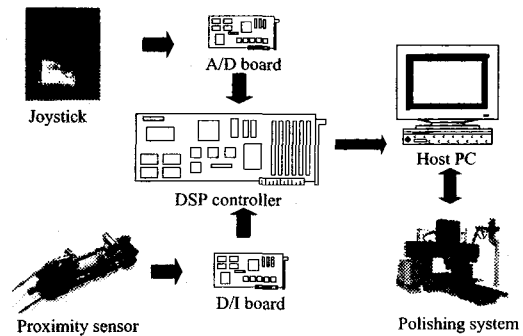 A/D board
Joystick
Host PC
DSP controller
D/I board
Proximity sensor
Polishing system